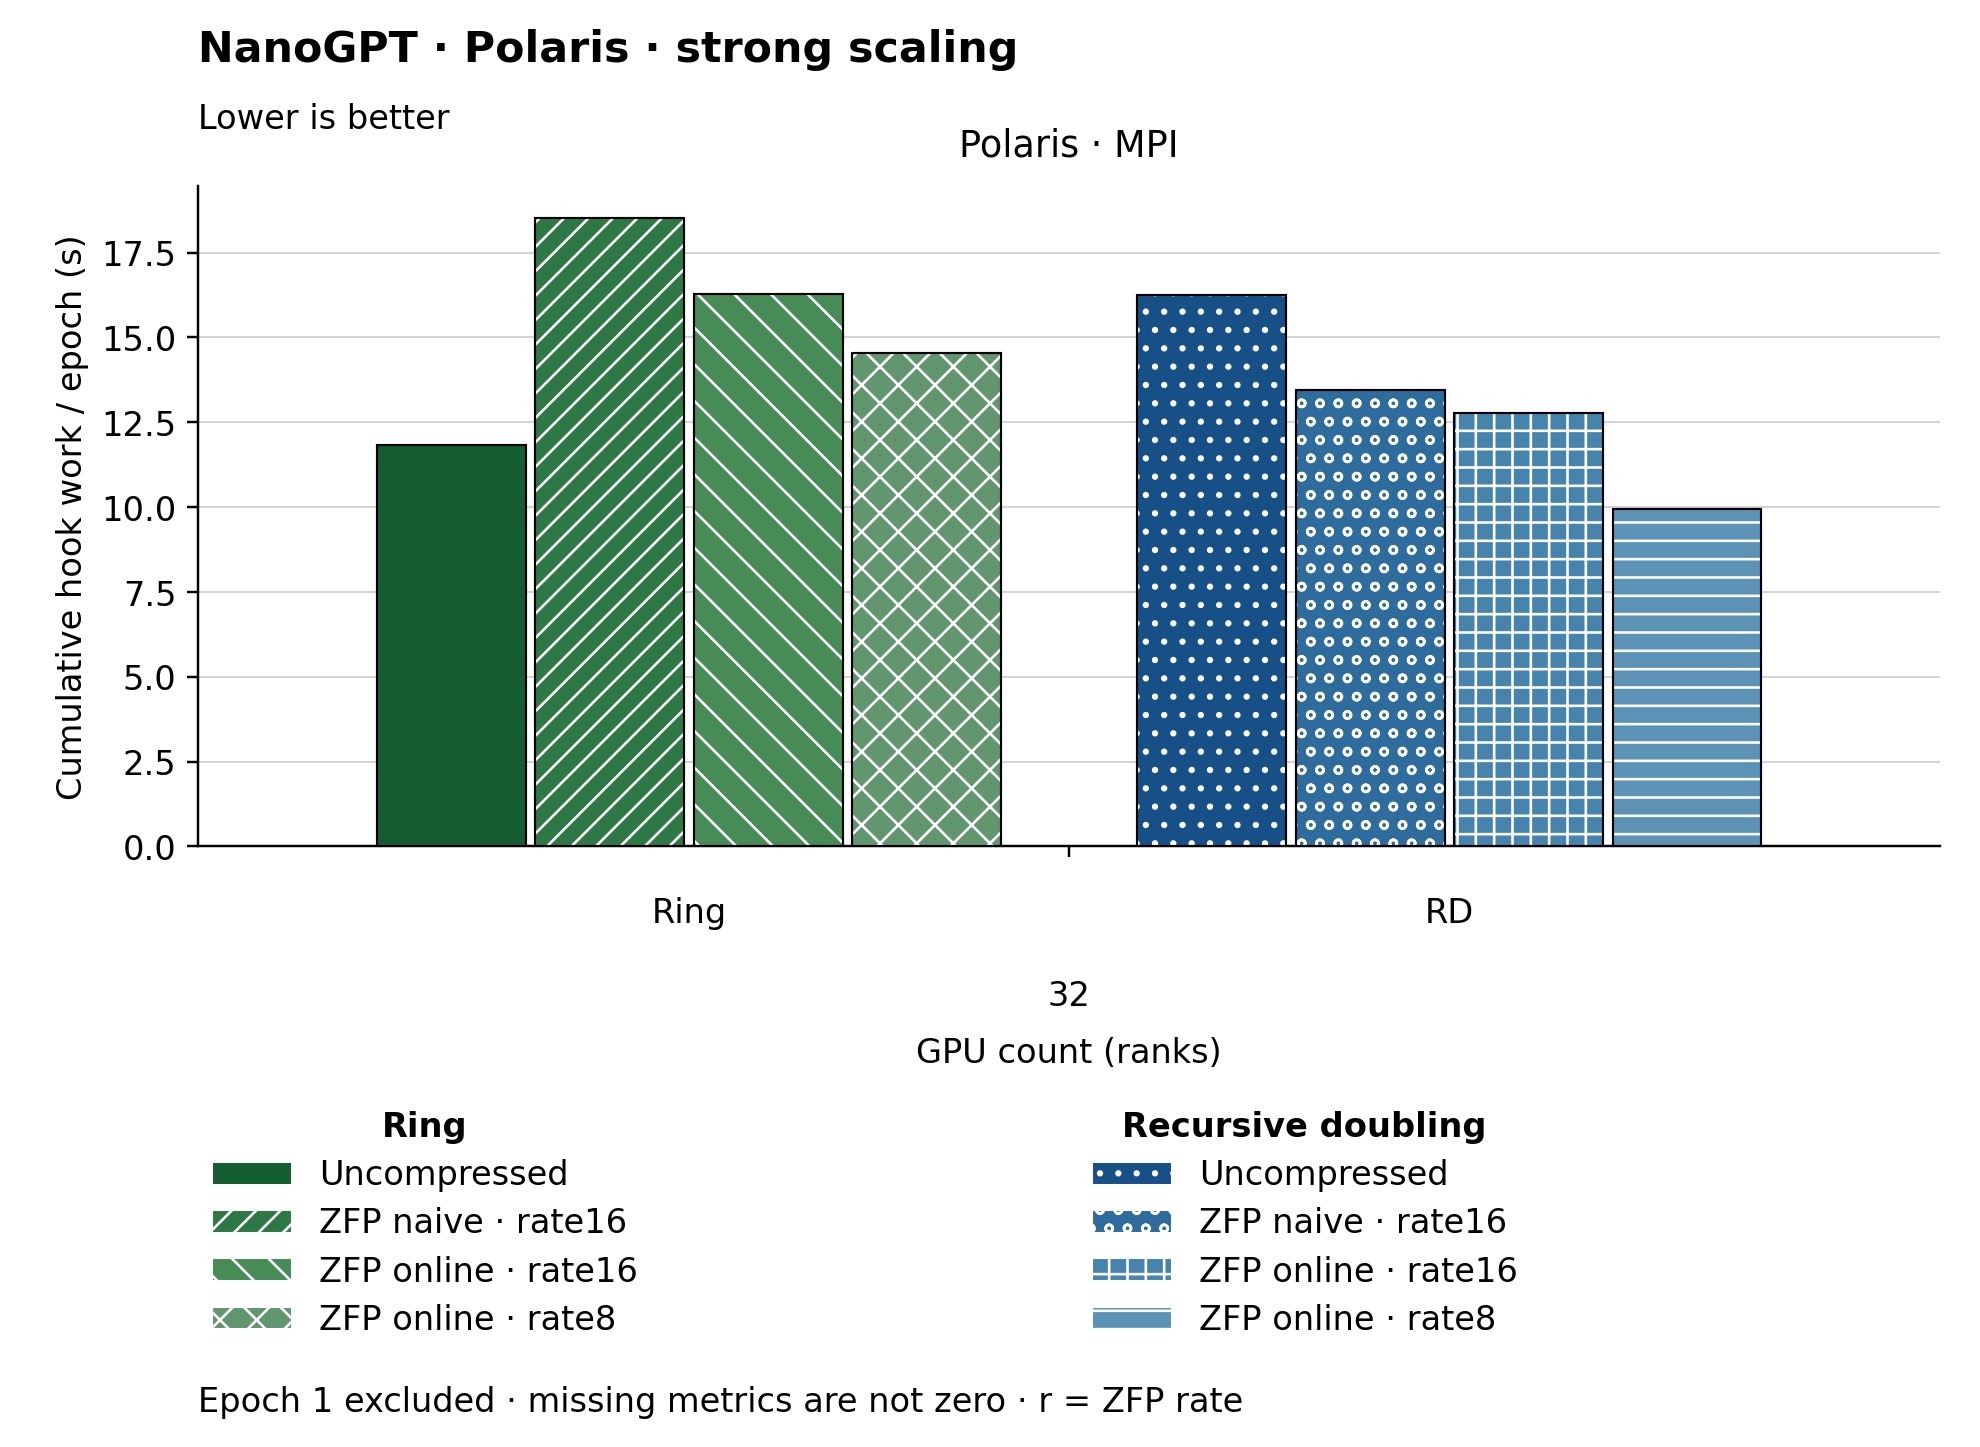 NanoGPT · Polaris · strong scaling
Lower is better
Polaris · MPI
Cumulative hook work / epoch (s)
17.5
15.0
12.5
10.0
7.5
5.0
2.5
0.0
Ring
RD
32
GPU count (ranks)
Ring
Uncompressed
ZFP naive · rate16
ZFP online · rate16
ZFP online · rate8
Recursive doubling
Uncompressed
ZFP naive · rate16
ZFP online · rate16
ZFP online · rate8
Epoch 1 excluded · missing metrics are not zero · r = ZFP rate